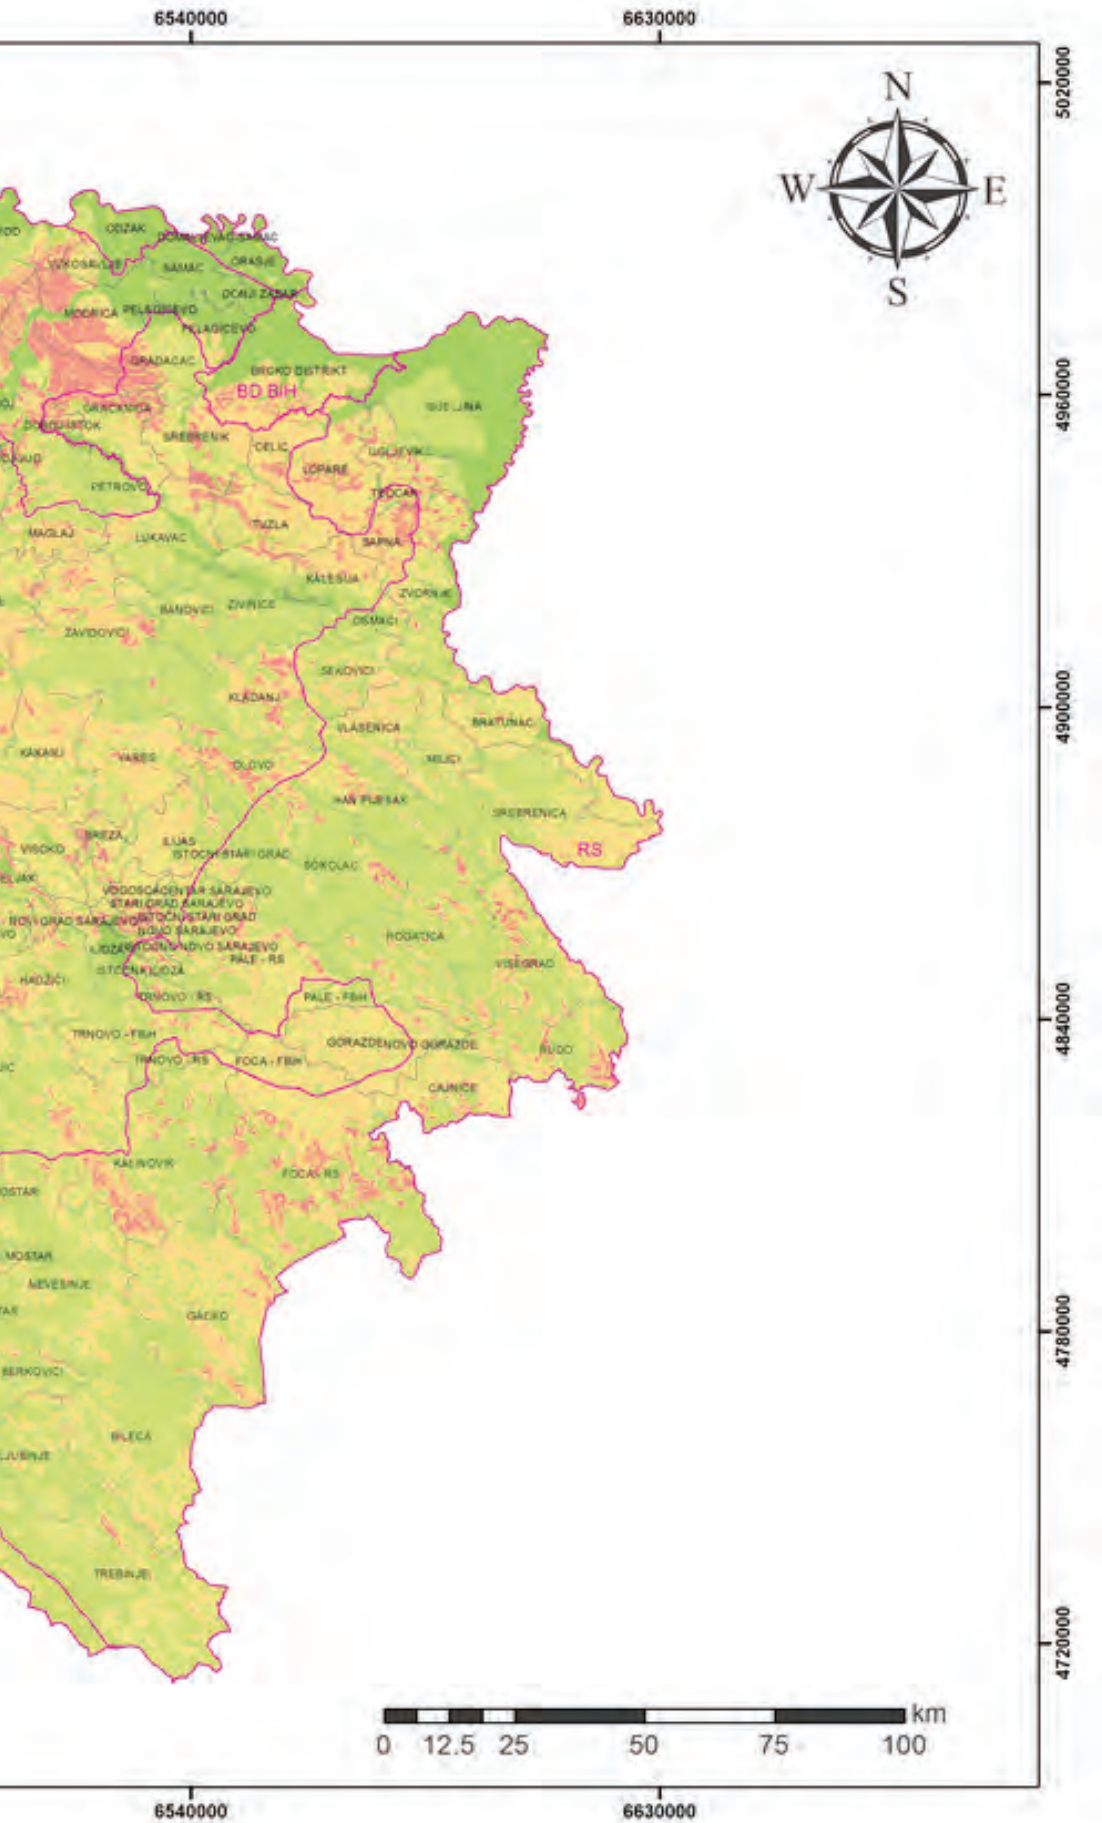 6540000 6630000
5020000
N
W E
S
ODZAK
DOMALJEVAC-SAMAC
VUKOSAVLJE
SAMAC
ORASJE
DONJI ZABAR
MODRICA
PELAGICEVO
PELAGICEVO
GRADACAC
BRCKO DISTRIKT
BD BIH
4960000
GRACANICA
BIJELJINA
DOBOJ ISTOK
SREBRENIK
CELIC
UGLJEVIK
LOPARE
PETROVO
TEOCAK
TUZLA
MAGLAJ
LUKAVAC
SAPNA
KALESIJA
ZVORNIK
BANOVICI
ZIVINICE
OSMACI
ZAVIDOVICI
SEKOVICI
KLADANJ
4900000
BRATUNAC
VLASENICA
KAKANJ
VARES
MILICI
OLOVO
HAN PIJESAK
SREBRENICA
BREZA
ILIJAS
VISOKO
RS
ISTOCNI STARI GRAD
SOKOLAC
VOGOSCA
CENTAR SARAJEVO
STARI GRAD SARAJEVO
NOVI GRAD SARAJEVO
ISTOCNI STARI GRAD
NOVO SARAJEVO
ROGATICA
ILIDZA
ISTOCNO NOVO SARAJEVO
PALE - RS
VISEGRAD
ISTOCNA ILIDZA
HADZICI
TRNOVO - RS
PALE - FBIH
4840000
TRNOVO - FBIH
GORAZDE
NOVO GORAZDE
RUDO
TRNOVO - RS
FOCA - FBIH
CAJNICE
KALINOVIK
FOCA - RS
OSTAR
MOSTAR
NEVESINJE
TAR
GACKO
4780000
BERKOVICI
BILECA
LJUBINJE
TREBINJE
4720000
km
0 12.5 25 50 75 100
6540000 6630000